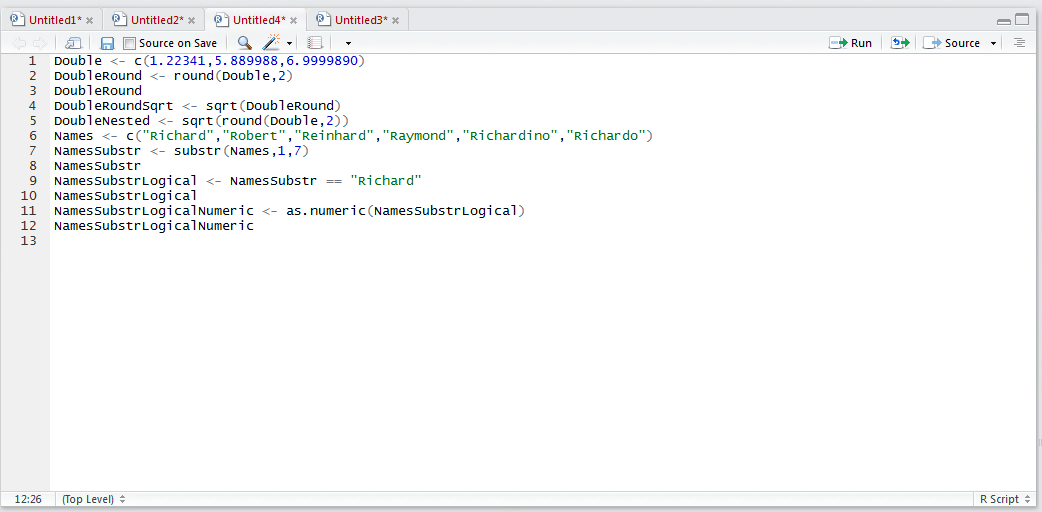 Untitled1* Untitled2* Untitled4* Untitled3*
Source on Save Run Source
1 Double <- c(1.22341,5.889988,6.9999890)
2 DoubleRound <- round(Double,2)
3 DoubleRound
4 DoubleRoundSqrt <- sqrt(DoubleRound)
5 DoubleNested <- sqrt(round(Double,2))
6 Names <- c("Richard","Robert","Reinhard","Raymond","Richardino","Richardo")
7 NamesSubstr <- substr(Names,1,7)
8 NamesSubstr
9 NamesSubstrLogical <- NamesSubstr == "Richard"
10 NamesSubstrLogical
11 NamesSubstrLogicalNumeric <- as.numeric(NamesSubstrLogical)
12 NamesSubstrLogicalNumeric
13
12:26 (Top Level) R Script